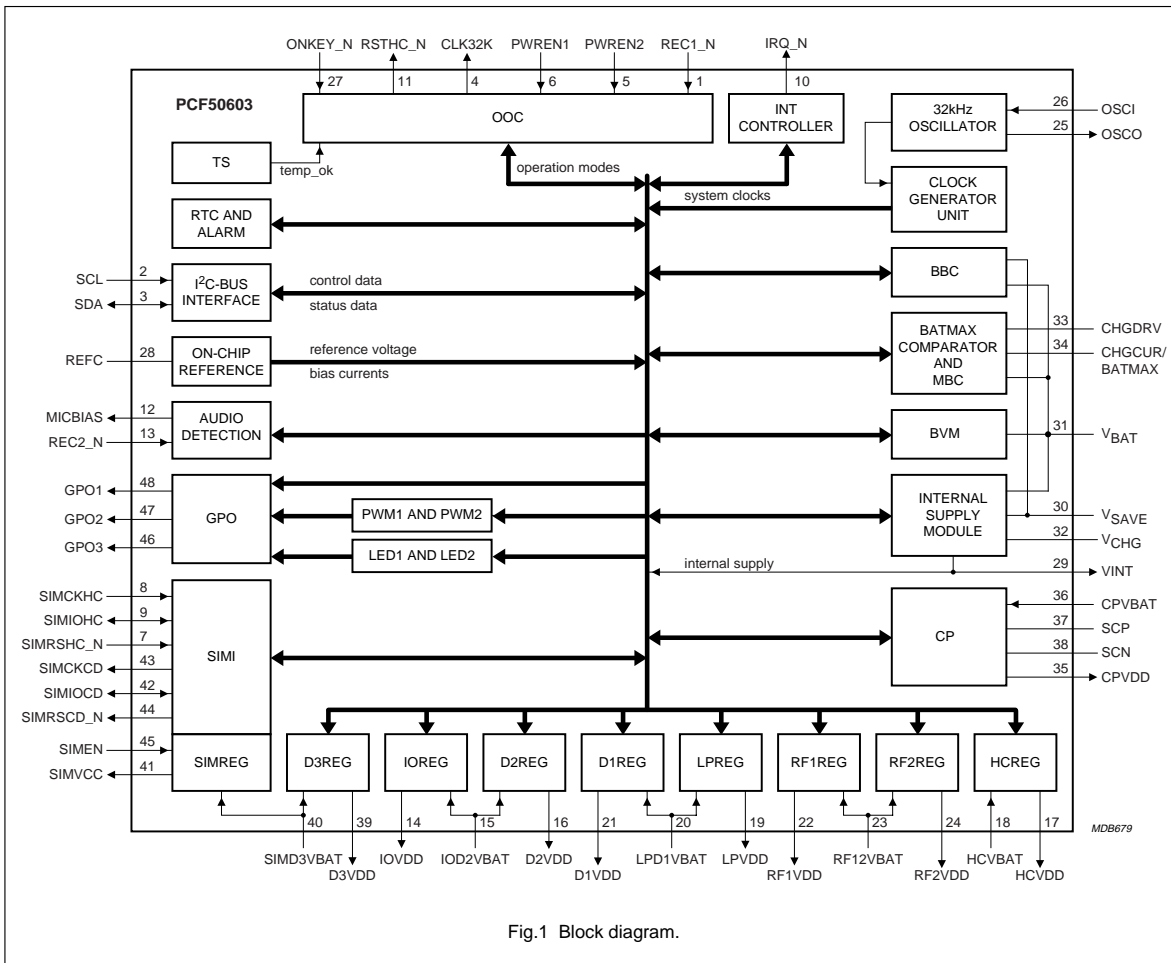 ONKEY_N RSTHC_N CLK32K PWREN1 PWREN2 REC1_N IRQ_N
27 11 4 6 5 1 10
PCF50603
OOC
INT
CONTROLLER
32kHz
OSCILLATOR
26 OSCI
25 OSCO
TS
temp_ok
operation modes
system clocks
CLOCK
GENERATOR
UNIT
RTC AND
ALARM
SCL 2
SDA 3
I²C-BUS
INTERFACE
control data
status data
BBC
REFC 28
ON-CHIP
REFERENCE
reference voltage
bias currents
BATMAX
COMPARATOR
AND
MBC
33 CHGDRV
34 CHGCUR/
BATMAX
MICBIAS 12
REC2_N 13
AUDIO
DETECTION
BVM
31 VBAT
GPO1 48
GPO2 47
GPO3 46
GPO
PWM1 AND PWM2
LED1 AND LED2
INTERNAL
SUPPLY
MODULE
30 VSAVE
32 VCHG
internal supply
29 VINT
SIMCKHC 8
SIMIOHC 9
SIMRSHC_N 7
SIMCKCD 43
SIMIOCD 42
SIMRSCD_N 44
SIMI
CP
36 CPVBAT
37 SCP
38 SCN
35 CPVDD
SIMEN 45
SIMVCC 41
SIMREG D3REG IOREG D2REG D1REG LPREG RF1REG RF2REG HCREG
40 39 14 15 16 21 20 19 22 23 24 18 17
MDB679
SIMD3VBAT IOVDD IOD2VBAT D2VDD LPD1VBAT LPVDD RF12VBAT HCVBAT
D3VDD D1VDD RF1VDD RF2VDD HCVDD
Fig.1 Block diagram.